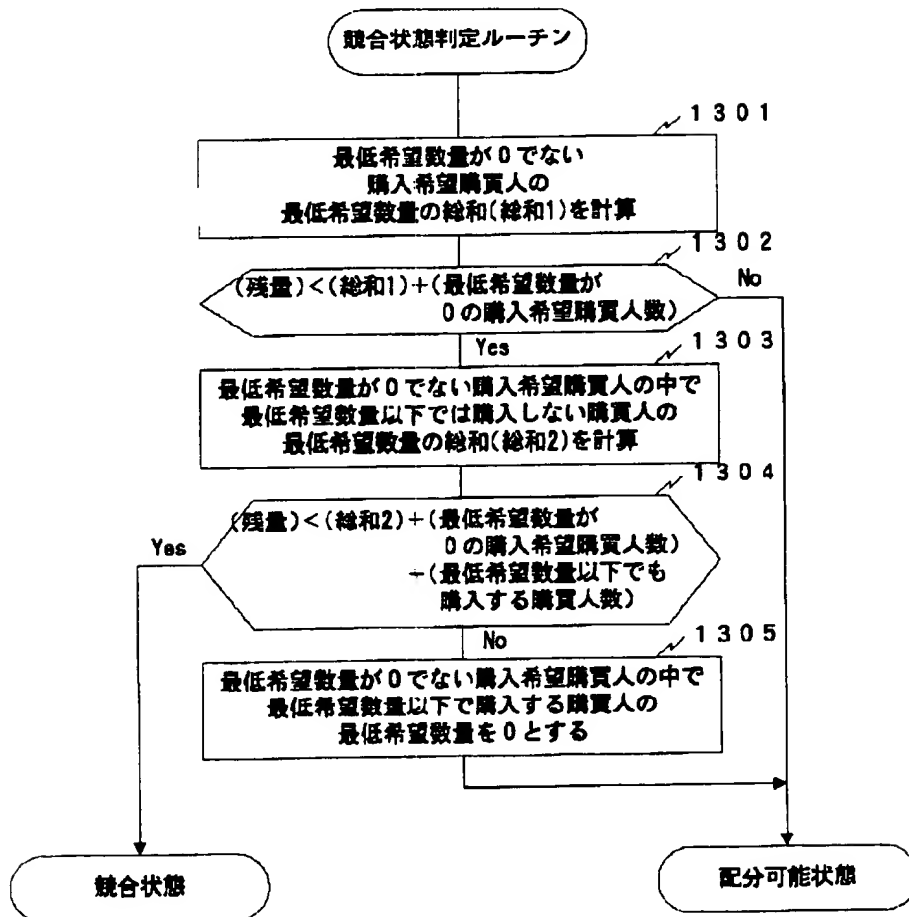 競合状態判定ルーチン
1301
最低希望数量が0でない
購入希望購買人の
最低希望数量の総和(総和1)を計算
1302
(残量)<(総和1)+(最低希望数量が
0の購入希望購買人数)
No
Yes
1303
最低希望数量が0でない購入希望購買人の中で
最低希望数量以下では購入しない購買人の
最低希望数量の総和(総和2)を計算
1304
(残量)<(総和2)+(最低希望数量が
0の購入希望購買人数)
+(最低希望数量以下でも
購入する購買人数)
Yes
No
1305
最低希望数量が0でない購入希望購買人の中で
最低希望数量以下で購入する購買人の
最低希望数量を0とする
競合状態
配分可能状態